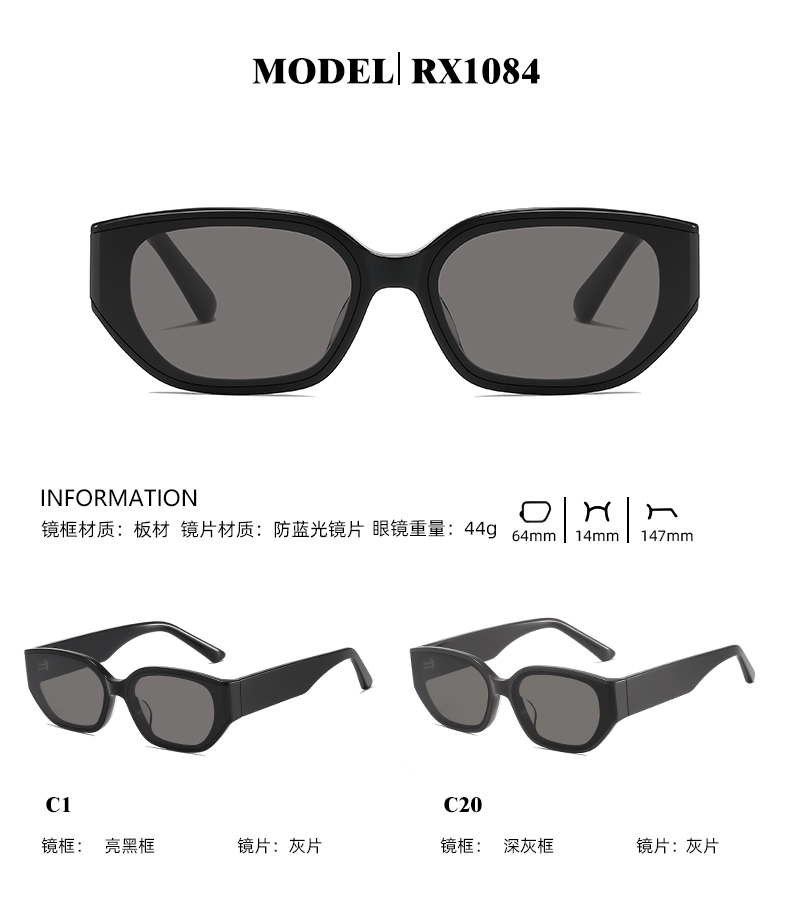 MODEL RX1084
INFORMATION
镜框材质：板材 镜片材质：防蓝光镜片 眼镜重量：44g
64mm 14mm 147mm
C1 C20
镜框： 亮黑框 镜片：灰片 镜框： 深灰框 镜片：灰片